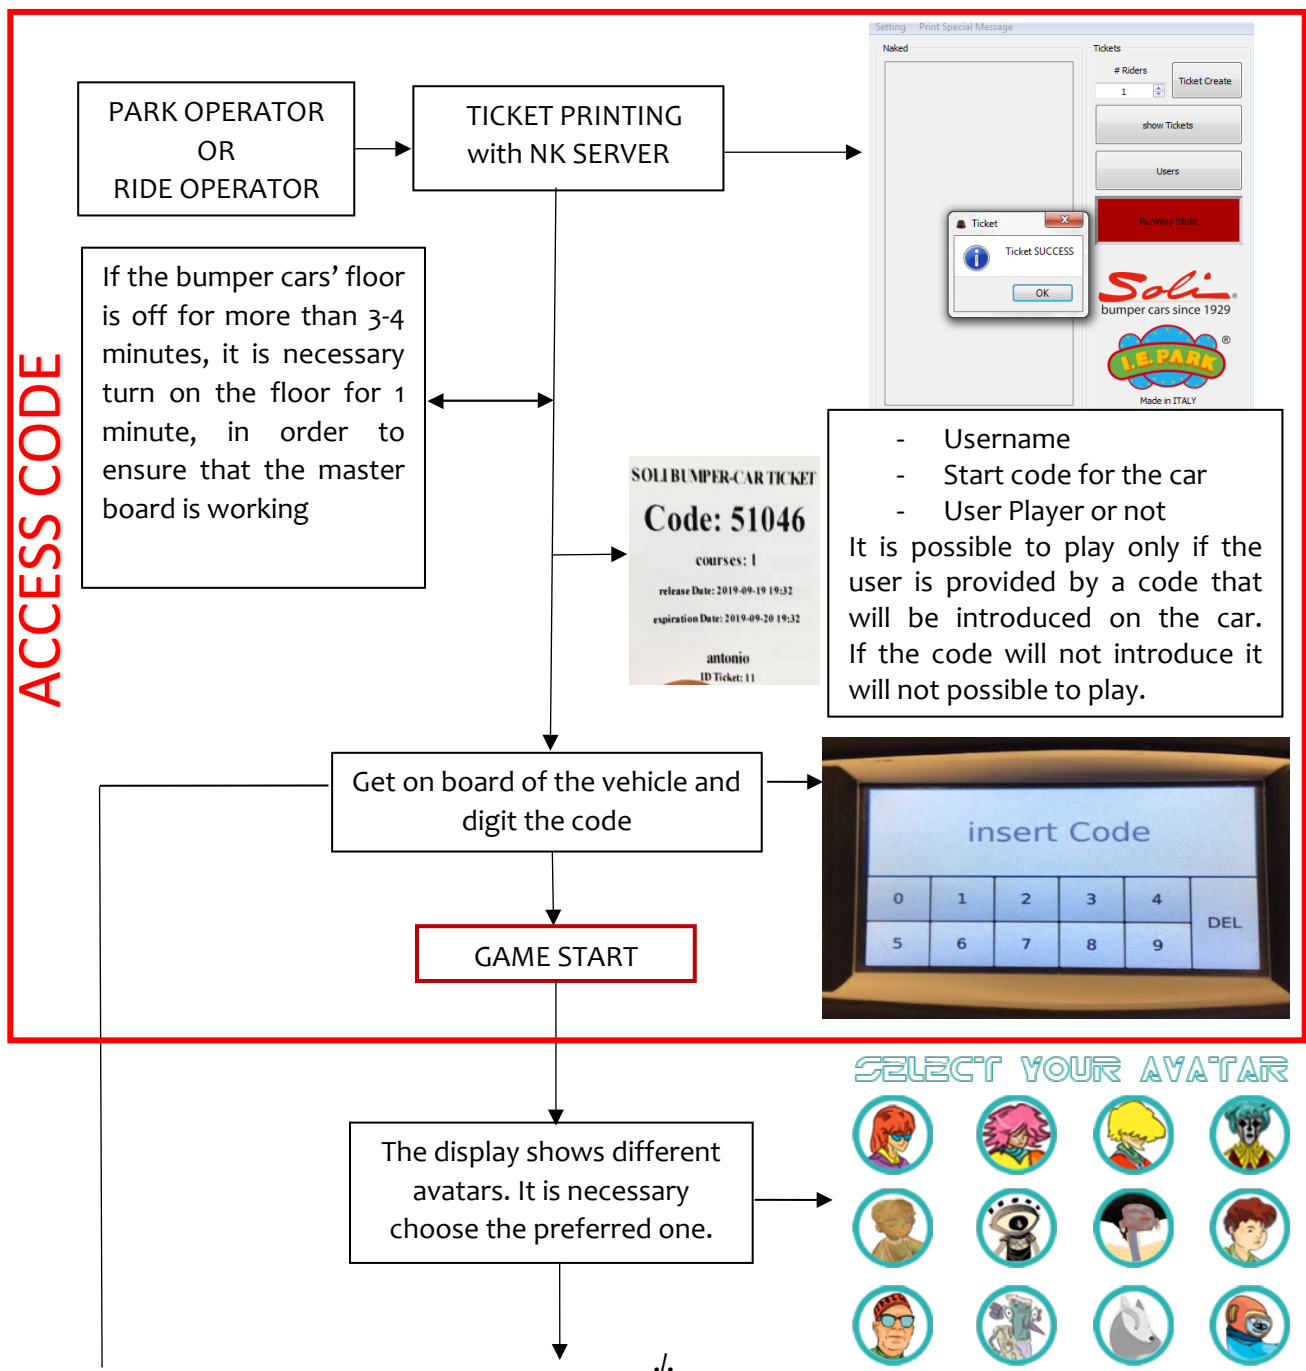 Setting Print Special Message
Naked
Tickets
# Riders
1
Ticket Create
show Tickets
Users
RunWay State
Ticket
Ticket SUCCESS
OK
Soli®
bumper cars since 1929
I.E. PARK®
Made in ITALY
PARK OPERATOR
OR
RIDE OPERATOR
TICKET PRINTING
with NK SERVER
If the bumper cars’ floor
is off for more than 3-4
minutes, it is necessary
turn on the floor for 1
minute, in order to
ensure that the master
board is working
ACCESS CODE
SOLI BUMPER-CAR TICKET
Code: 51046
courses: 1
release Date: 2019-09-19 19:32
expiration Date: 2019-09-20 19:32
antonio
ID Ticket: 11
- Username
- Start code for the car
- User Player or not
It is possible to play only if the
user is provided by a code that
will be introduced on the car.
If the code will not introduce it
will not possible to play.
Get on board of the vehicle and
digit the code
insert Code
0 1 2 3 4
DEL
5 6 7 8 9
GAME START
SELECT YOUR AVATAR
The display shows different
avatars. It is necessary
choose the preferred one.
./.